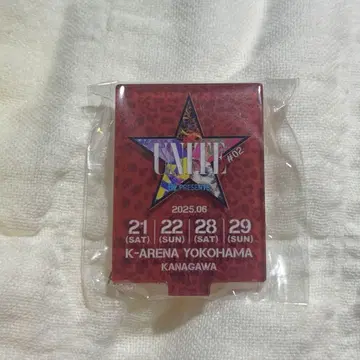 UNITE
#02
2025.06
21 | 22 | 28 | 29
(SAT) | (SUN) | (SAT) | (SUN)
K-ARENA YOKOHAMA
KANAGAWA